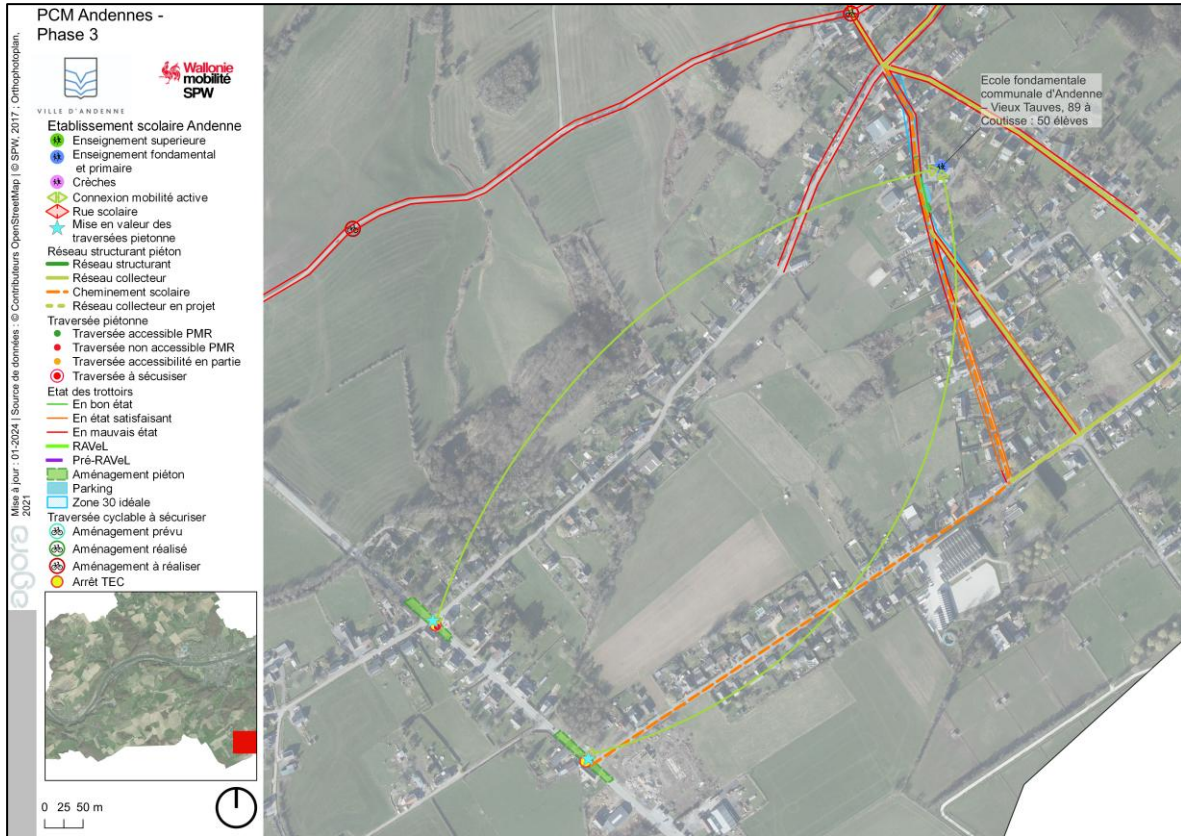 PCM Andennes -
Phase 3
VILLE D'ANDENNE
Wallonie
mobilité
SPW
Etablissement scolaire Andenne
Enseignement superieure
Enseignement fondamental
et primaire
Crèches
Connexion mobilité active
Rue scolaire
Mise en valeur des
traversées pietonne
Réseau structurant piéton
Réseau structurant
Réseau collecteur
Cheminement scolaire
Réseau collecteur en projet
Traversée piétonne
Traversée accessible PMR
Traversée non accessible PMR
Traversée accessibilité en partie
Traversée à sécusiser
Etat des trottoirs
En bon état
En état satisfaisant
En mauvais état
RAVeL
Pré-RAVeL
Aménagement piéton
Parking
Zone 30 idéale
Traversée cyclable à sécuriser
Aménagement prévu
Aménagement réalisé
Aménagement à réaliser
Arrêt TEC
0 25 50 m
agora
Mise à jour : 01-2024 | Source de données : © Contributeurs OpenStreetMap | © SPW, 2017 ; Orthophotoplan,
2021
Ecole fondamentale
communale d'Andenne
– Vieux Tauves, 89 à
Coutisse : 50 élèves